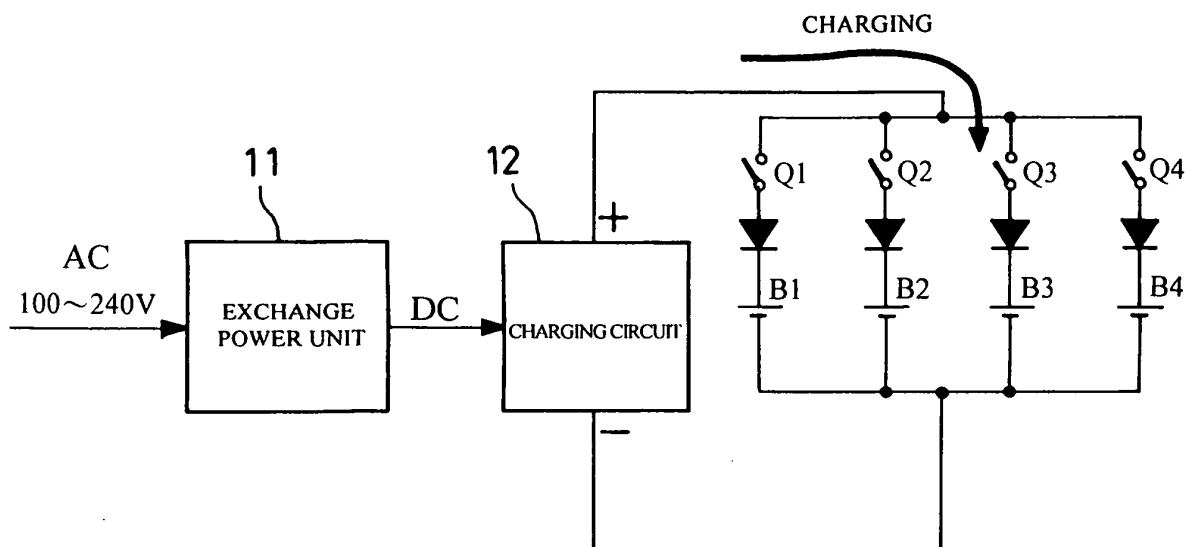 CHARGING
11
12
Q1
Q2
Q3
Q4
+
AC
100~240V
EXCHANGE
POWER UNIT
DC
CHARGING CIRCUIT
B1
B2
B3
B4
−